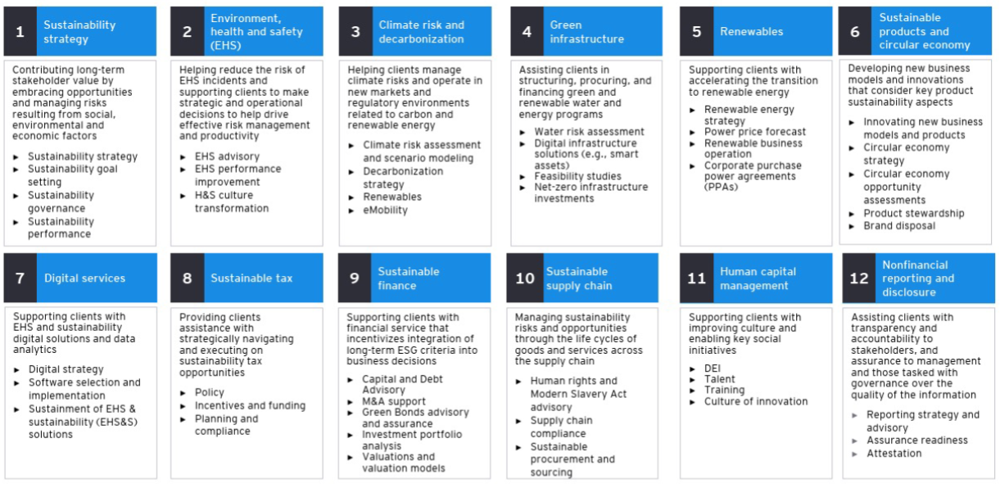 1
Sustainability
strategy
Contributing long-term
stakeholder value by
embracing opportunities
and managing risks
resulting from social,
environmental and
economic factors
► Sustainability strategy
► Sustainability goal
setting
► Sustainability
governance
► Sustainability
performance
2
Environment,
health and safety
(EHS)
Helping reduce the risk of
EHS incidents and
supporting clients to make
strategic and operational
decisions to help drive
effective risk management
and productivity
► EHS advisory
► EHS performance
improvement
► H&S culture
transformation
3
Climate risk and
decarbonization
Helping clients manage
climate risks and operate in
new markets and
regulatory environments
related to carbon and
renewable energy
► Climate risk assessment
and scenario modeling
► Decarbonization
strategy
► Renewables
► eMobility
4
Green
infrastructure
Assisting clients in
structuring, procuring, and
financing green and
renewable water and
energy programs
► Water risk assessment
► Digital infrastructure
solutions (e.g., smart
assets)
► Feasibility studies
► Net-zero infrastructure
investments
5
Renewables
Supporting clients with
accelerating the transition
to renewable energy
► Renewable energy
strategy
► Power price forecast
► Renewable business
operation
► Corporate purchase
power agreements
(PPAs)
6
Sustainable
products and
circular economy
Developing new business
models and innovations
that consider key product
sustainability aspects
► Innovating new business
models and products
► Circular economy
strategy
► Circular economy
opportunity
assessments
► Product stewardship
► Brand disposal
7
Digital services
Supporting clients with
EHS and sustainability
digital solutions and data
analytics
► Digital strategy
► Software selection and
implementation
► Sustainment of EHS &
sustainability (EHS&S)
solutions
8
Sustainable tax
Providing clients
assistance with
strategically navigating
and executing on
sustainability tax
opportunities
► Policy
► Incentives and funding
► Planning and
compliance
9
Sustainable
finance
Supporting clients with
financial service that
incentivizes integration of
long-term ESG criteria into
business decisions
► Capital and Debt
Advisory
► M&A support
► Green Bonds advisory
and assurance
► Investment portfolio
analysis
► Valuations and
valuation models
10
Sustainable
supply chain
Managing sustainability
risks and opportunities
through the life cycles of
goods and services across
the supply chain
► Human rights and
Modern Slavery Act
advisory
► Supply chain
compliance
► Sustainable
procurement and
sourcing
11
Human capital
management
Supporting clients with
improving culture and
enabling key social
initiatives
► DEI
► Talent
► Training
► Culture of innovation
12
Nonfinancial
reporting and
disclosure
Assisting clients with
transparency and
accountability to
stakeholders, and
assurance to management
and those tasked with
governance over the
quality of the information
► Reporting strategy and
advisory
► Assurance readiness
► Attestation